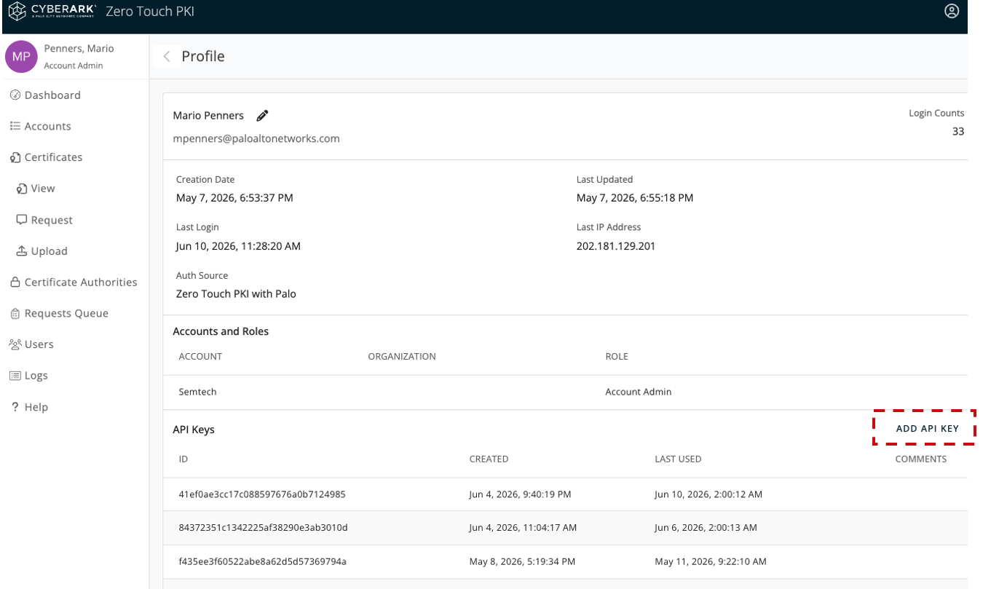 CYBERARK® Zero Touch PKI
A PALO ALTO NETWORKS COMPANY
MP
Penners, Mario
Account Admin
Dashboard
Accounts
Certificates
View
Request
Upload
Certificate Authorities
Requests Queue
Users
Logs
? Help
Profile
Mario Penners
mpenners@paloaltonetworks.com
Login Counts
33
Creation Date
May 7, 2026, 6:53:37 PM
Last Updated
May 7, 2026, 6:55:18 PM
Last Login
Jun 10, 2026, 11:28:20 AM
Last IP Address
202.181.129.201
Auth Source
Zero Touch PKI with Palo
Accounts and Roles
ACCOUNT ORGANIZATION ROLE
Semtech Account Admin
API Keys
ADD API KEY
ID CREATED LAST USED COMMENTS
41ef0ae3cc17c088597676a0b7124985 Jun 4, 2026, 9:40:19 PM Jun 10, 2026, 2:00:12 AM
84372351c1342225af38290e3ab3010d Jun 4, 2026, 11:04:17 AM Jun 6, 2026, 2:00:13 AM
f435ee3f60522abe8a62d5d57369794a May 8, 2026, 5:19:34 PM May 11, 2026, 9:22:10 AM